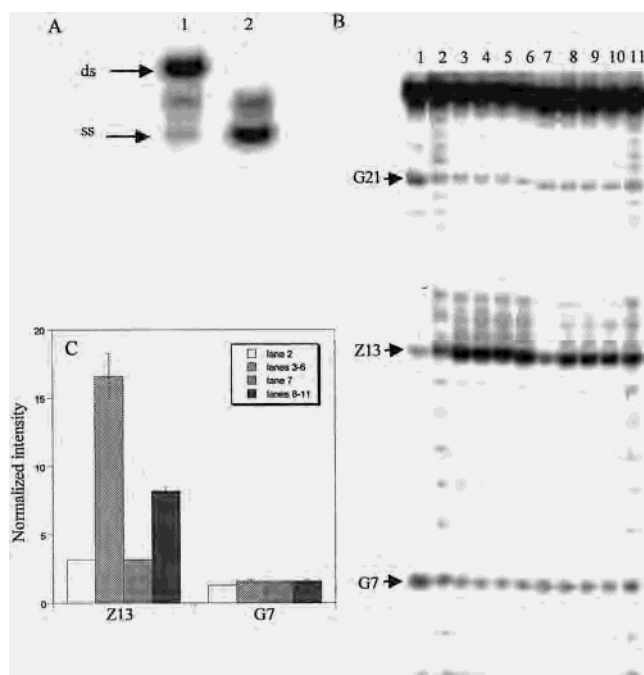 A
1 2
ds
ss
B
1 2 3 4 5 6 7 8 9 10 11
G21
Z13
G7
C
Normalized intensity
20
15
10
5
0
lane 2
lanes 3-6
lane 7
lanes 8-11
Z13 G7